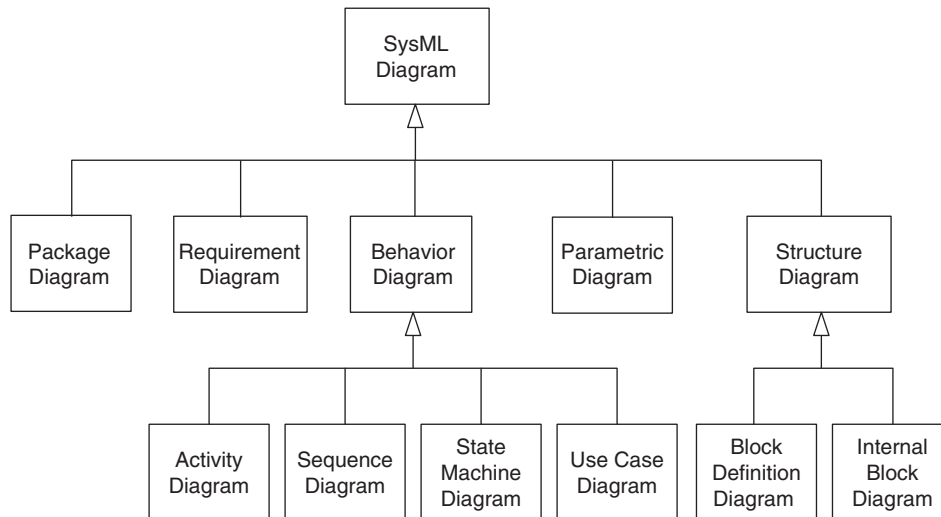 SysML
Diagram
Package
Diagram
Requirement
Diagram
Behavior
Diagram
Parametric
Diagram
Structure
Diagram
Activity
Diagram
Sequence
Diagram
State
Machine
Diagram
Use Case
Diagram
Block
Definition
Diagram
Internal
Block
Diagram